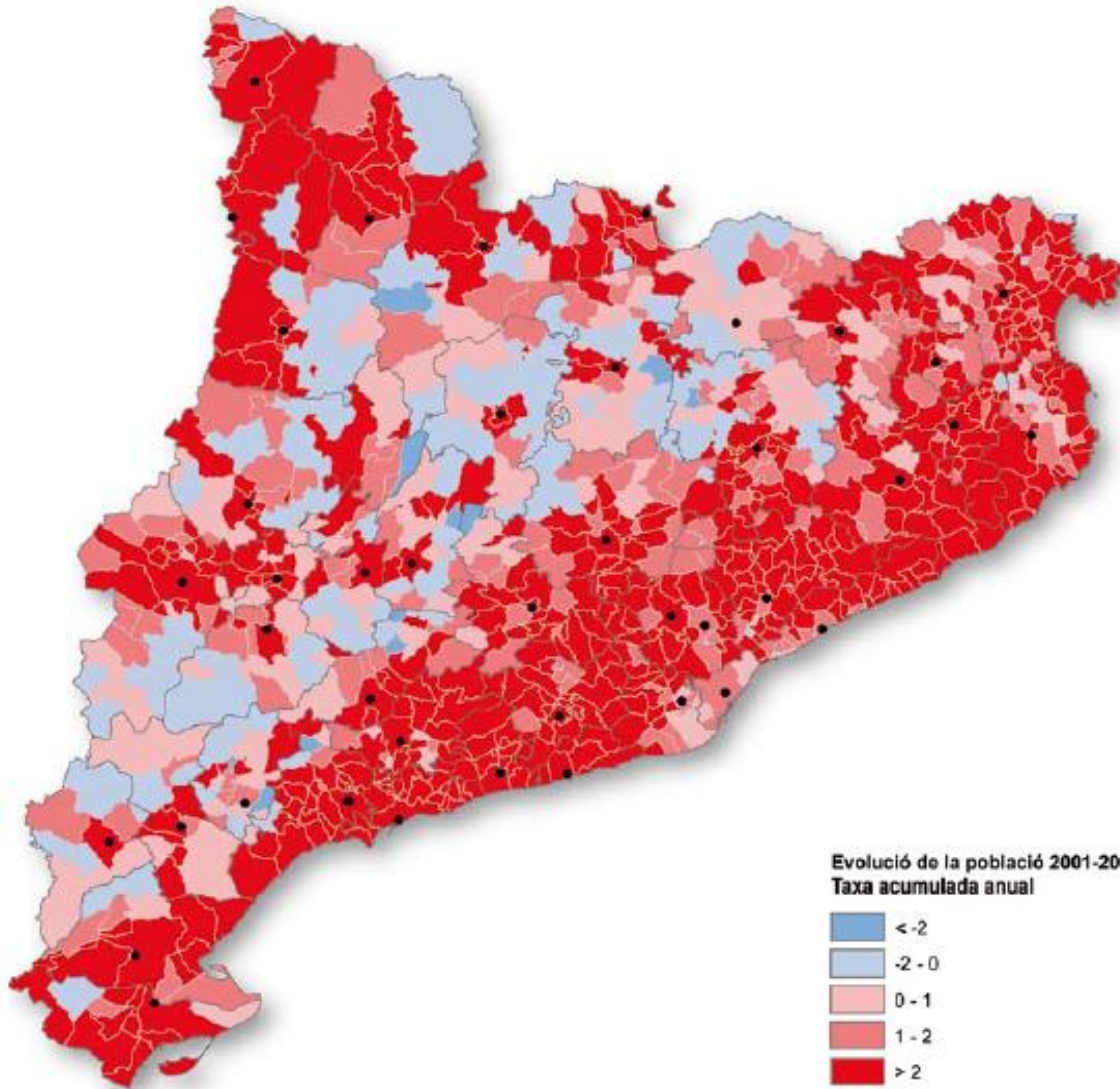 Evolució de la població 2001-20
Taxa acumulada anual
< -2
-2 - 0
0 - 1
1 - 2
> 2